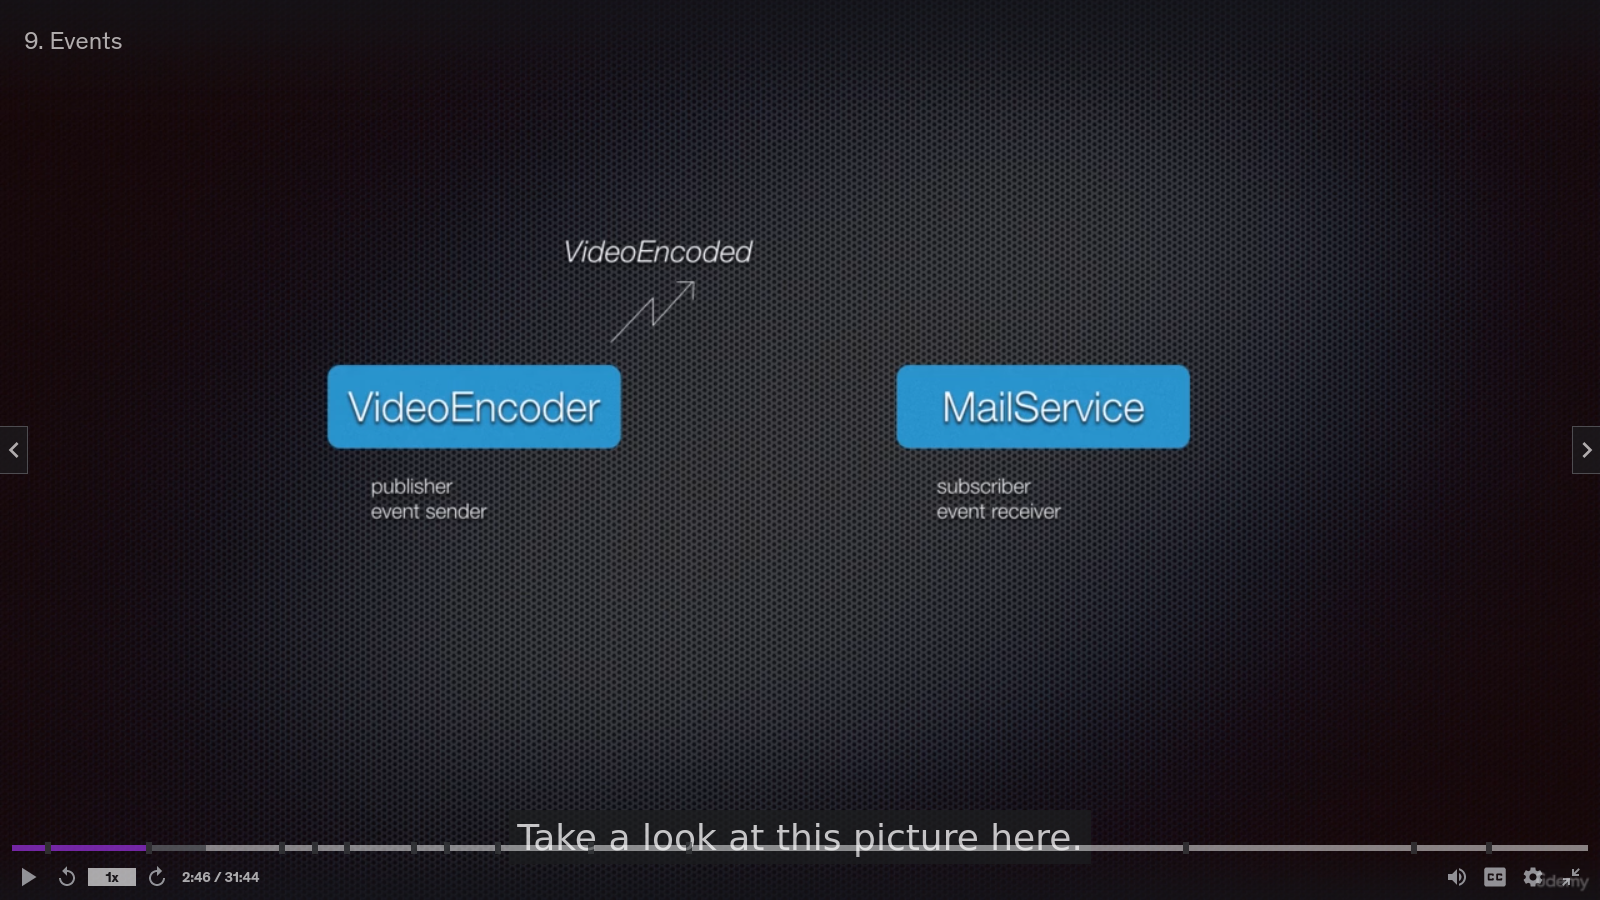 9. Events
VideoEncoded
VideoEncoder
MailService
publisher
event sender
subscriber
event receiver
Take a look at this picture here.
1x
2:46 / 31:44
CC
udemy